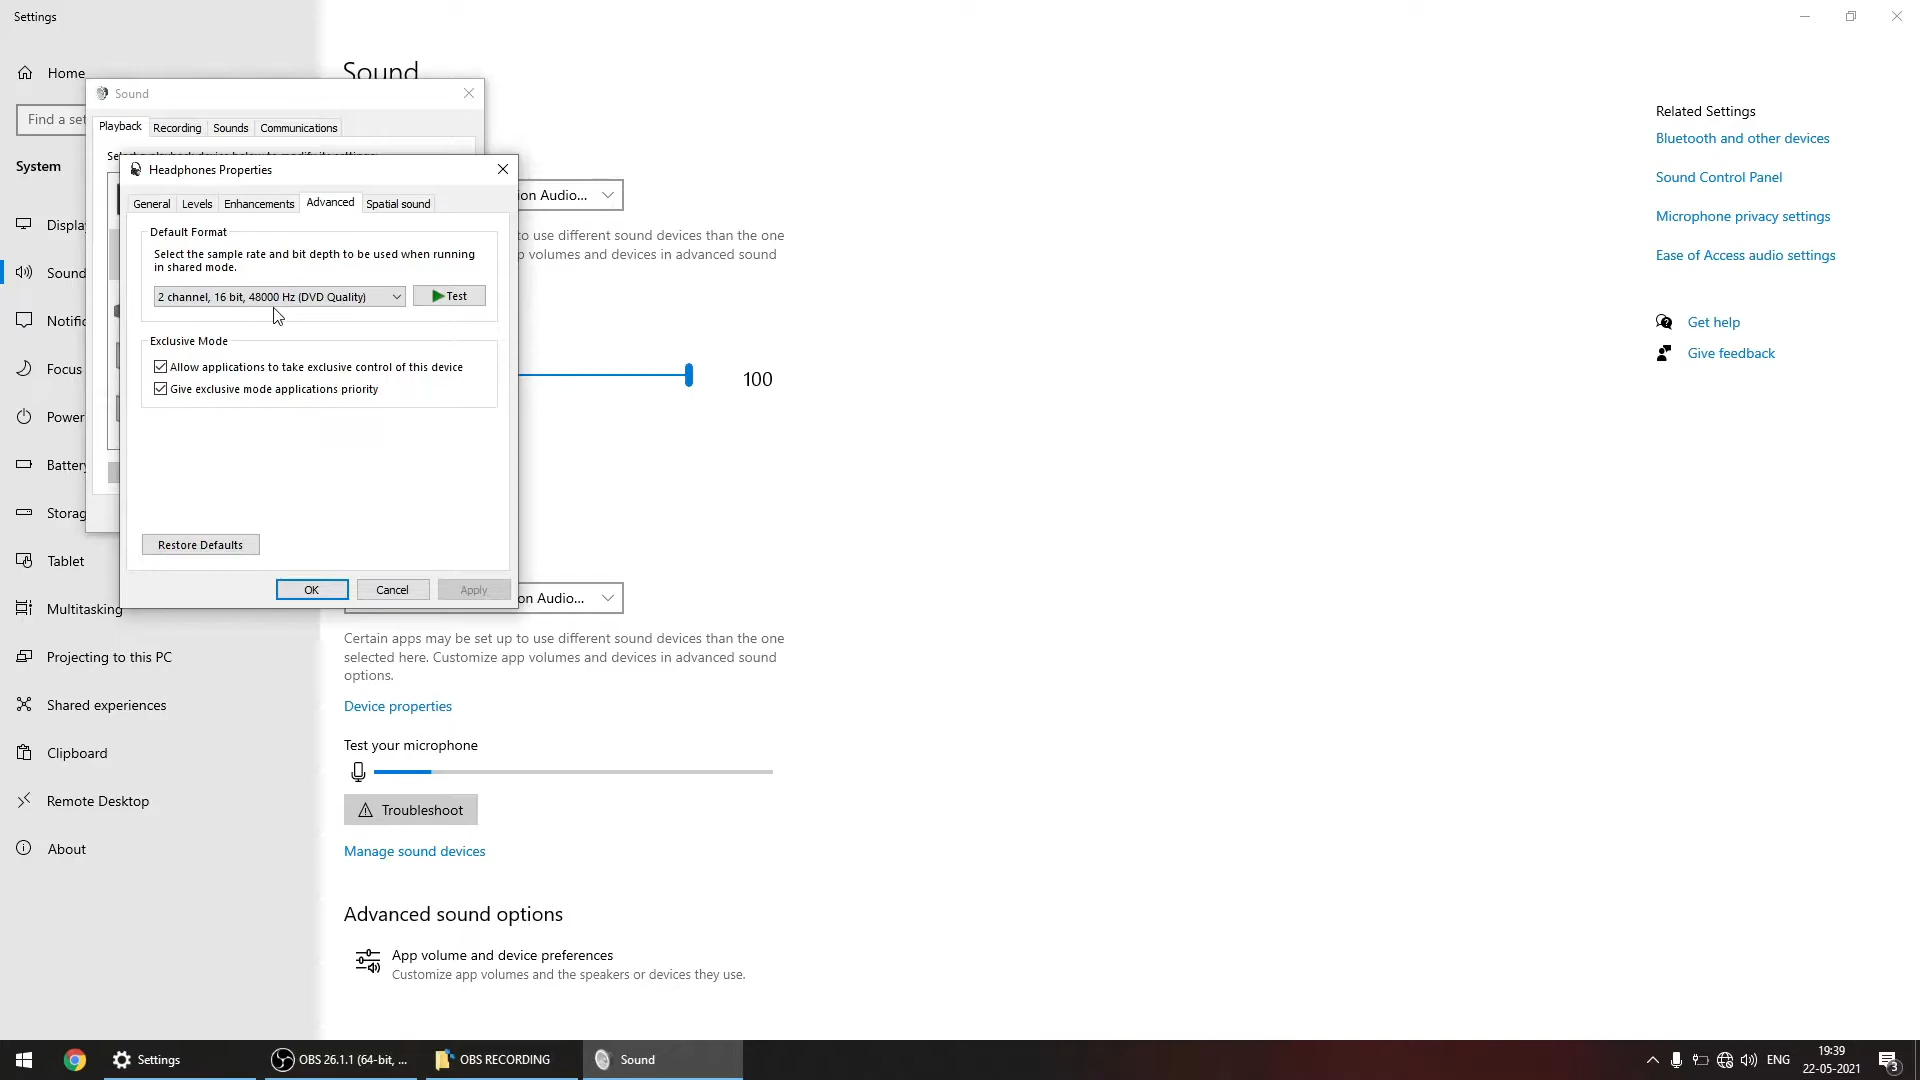 Settings
Home
Find a set
System
Display
Sound
Notific
Focus
Power
Battery
Storag
Tablet
Multitasking
Projecting to this PC
Shared experiences
Clipboard
Remote Desktop
About
Sound
Sound
Playback
Recording
Sounds
Communications
Headphones Properties
General
Levels
Enhancements
Advanced
Spatial sound
Default Format
Select the sample rate and bit depth to be used when running
in shared mode.
2 channel, 16 bit, 48000 Hz (DVD Quality)
Test
Exclusive Mode
Allow applications to take exclusive control of this device
Give exclusive mode applications priority
Restore Defaults
OK
Cancel
Apply
ion Audio...
to use different sound devices than the one
p volumes and devices in advanced sound
100
on Audio...
Certain apps may be set up to use different sound devices than the one
selected here. Customize app volumes and devices in advanced sound
options.
Device properties
Test your microphone
Troubleshoot
Manage sound devices
Advanced sound options
App volume and device preferences
Customize app volumes and the speakers or devices they use.
Related Settings
Bluetooth and other devices
Sound Control Panel
Microphone privacy settings
Ease of Access audio settings
Get help
Give feedback
Settings
OBS 26.1.1 (64-bit, ...
OBS RECORDING
Sound
ENG
19:39
22-05-2021
3